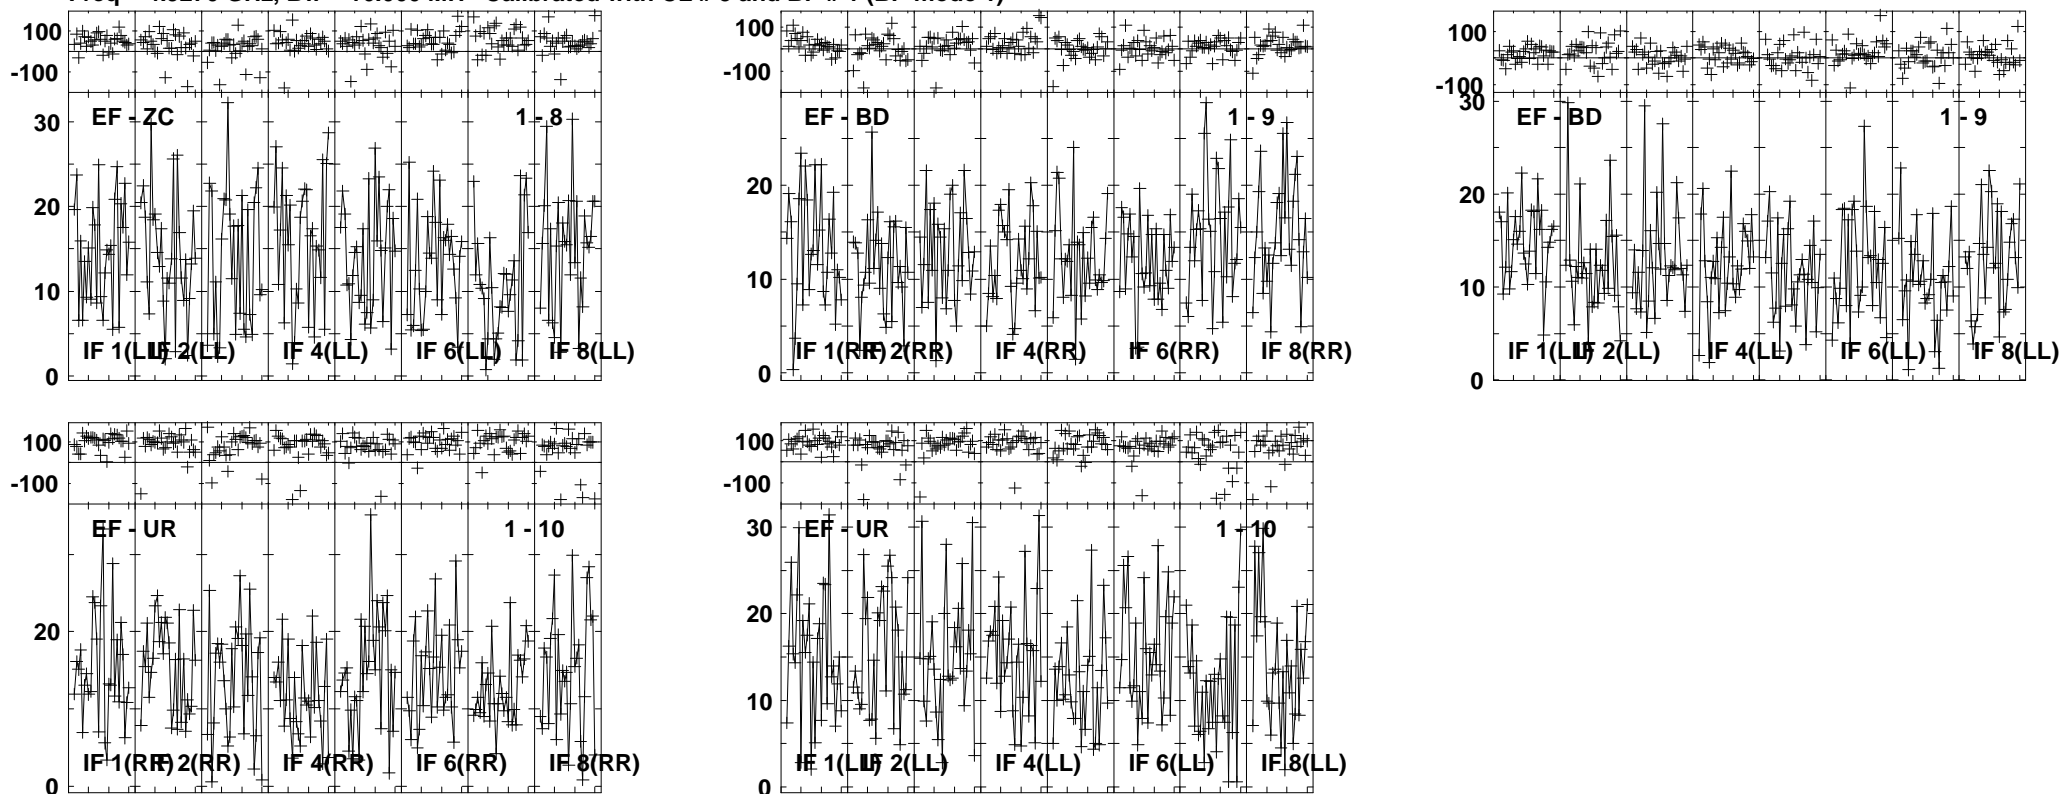 100
-100
EF - ZC
1 - 8
30
20
10
0
IF 1(LL)
IF 2(LL)
IF 4(LL)
IF 6(LL)
IF 8(LL)
100
-100
EF - BD
1 - 9
20
10
0
IF 1(RR)
IF 2(RR)
IF 4(RR)
IF 6(RR)
IF 8(RR)
100
-100
30
EF - BD
1 - 9
20
10
0
IF 1(LL)
IF 2(LL)
IF 4(LL)
IF 6(LL)
IF 8(LL)
100
-100
EF - UR
1 - 10
20
0
IF 1(RR)
IF 2(RR)
IF 4(RR)
IF 6(RR)
IF 8(RR)
100
-100
30
EF - UR
1 - 10
20
10
0
IF 1(LL)
IF 2(LL)
IF 4(LL)
IF 6(LL)
IF 8(LL)